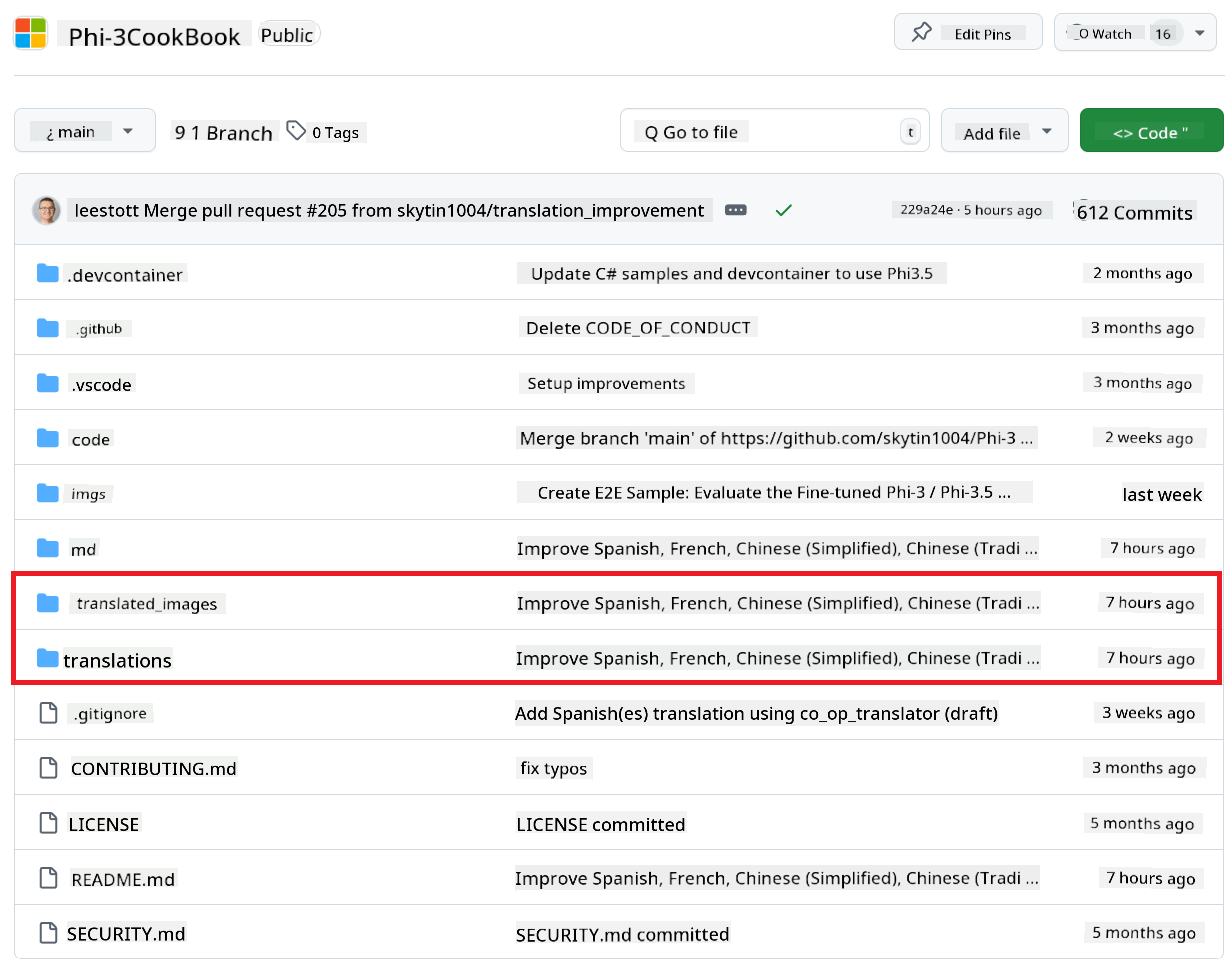 Phi-3CookBook Public Edit Pins O Watch 16
¿ main 9 1 Branch 0 Tags Q Go to file t Add file <> Code "
leestott Merge pull request #205 from skytin1004/translation_improvement 229a24e · 5 hours ago 612 Commits
.devcontainer Update C# samples and devcontainer to use Phi3.5 2 months ago
.github Delete CODE_OF_CONDUCT 3 months ago
.vscode Setup improvements 3 months ago
code Merge branch 'main' of https://github.com/skytin1004/Phi-3 ... 2 weeks ago
imgs Create E2E Sample: Evaluate the Fine-tuned Phi-3 / Phi-3.5 ... last week
md Improve Spanish, French, Chinese (Simplified), Chinese (Tradi ... 7 hours ago
translated_images Improve Spanish, French, Chinese (Simplified), Chinese (Tradi ... 7 hours ago
translations Improve Spanish, French, Chinese (Simplified), Chinese (Tradi ... 7 hours ago
.gitignore Add Spanish(es) translation using co_op_translator (draft) 3 weeks ago
CONTRIBUTING.md fix typos 3 months ago
LICENSE LICENSE committed 5 months ago
README.md Improve Spanish, French, Chinese (Simplified), Chinese (Tradi ... 7 hours ago
SECURITY.md SECURITY.md committed 5 months ago